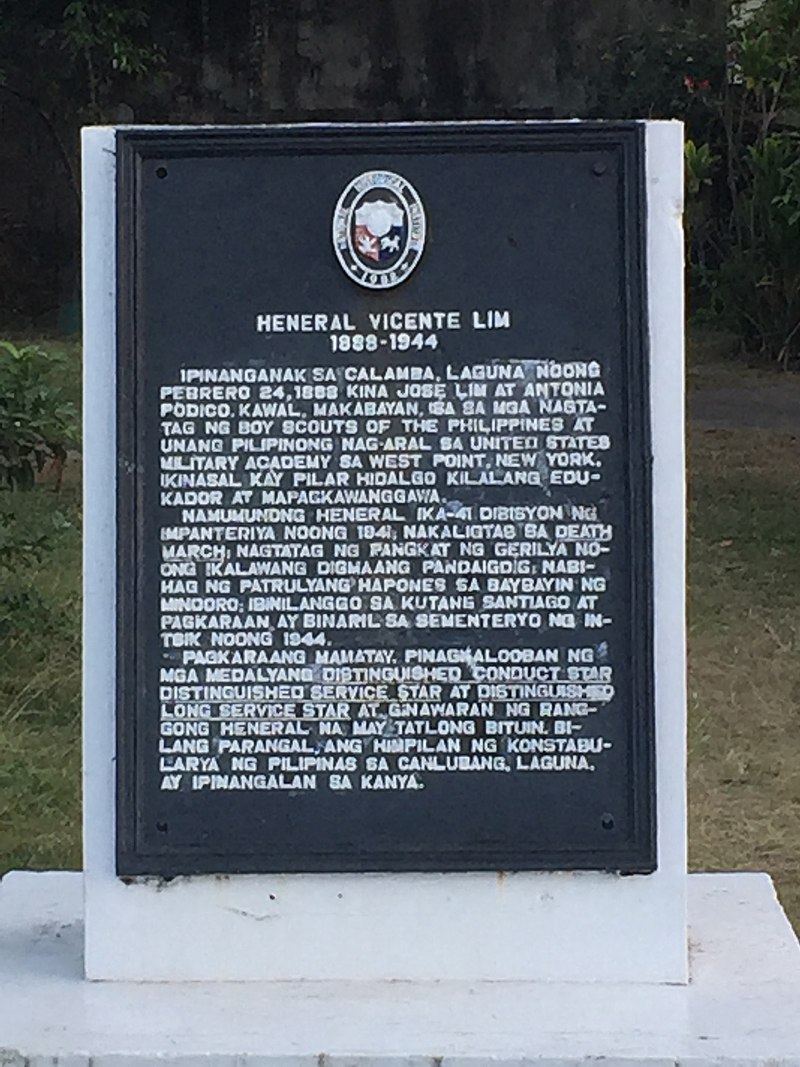 1988
HENERAL VICENTE LIM
1888-1944
IPINANGANAK SA CALAMBA, LAGUNA NOONG
PEBRERO 24, 1888 KINA JOSE LIM AT ANTONIA
PODICO. KAWAL, MAKABAYAN, ISA SA MGA NAGTA-
TAG NG BOY SCOUTS OF THE PHILIPPINES AT
UNANG PILIPINONG NAG-ARAL SA UNITED STATES
MILITARY ACADEMY SA WEST POINT, NEW YORK.
IKINASAL KAY PILAR HIDALGO KILALANG EDU-
KADOR AT MAPAGKAWANGGAWA.
NAMUMUNONG HENERAL IKA-41 DIBISYON NG
IMPANTERIYA NOONG 1941; NAKALIGTAS SA DEATH
MARCH; NAGTATAG NG PANGKAT NG GERILYA NO-
ONG IKALAWANG DIGMAANG PANDAIGDIG; NABI-
HAG NG PATRULYANG HAPONES SA BAYBAYIN NG
MINDORO; IBINILANGGO SA KUTANG SANTIAGO AT
PAGKARAAN AY BINARIL SA SEMENTERYO NG IN-
TSIK NOONG 1944.
PAGKARAANG MAMATAY, PINAGKALOOBAN NG
MGA MEDALYANG DISTINGUISHED CONDUCT STAR
DISTINGUISHED SERVICE STAR AT DISTINGUISHED
LONG SERVICE STAR AT GINAWARAN NG RANG-
GONG HENERAL NA MAY TATLONG BITUIN. BI-
LANG PARANGAL, ANG HIMPILAN NG KONSTABU-
LARYA NG PILIPINAS SA CANLUBANG, LAGUNA,
AY IPINANGALAN SA KANYA.